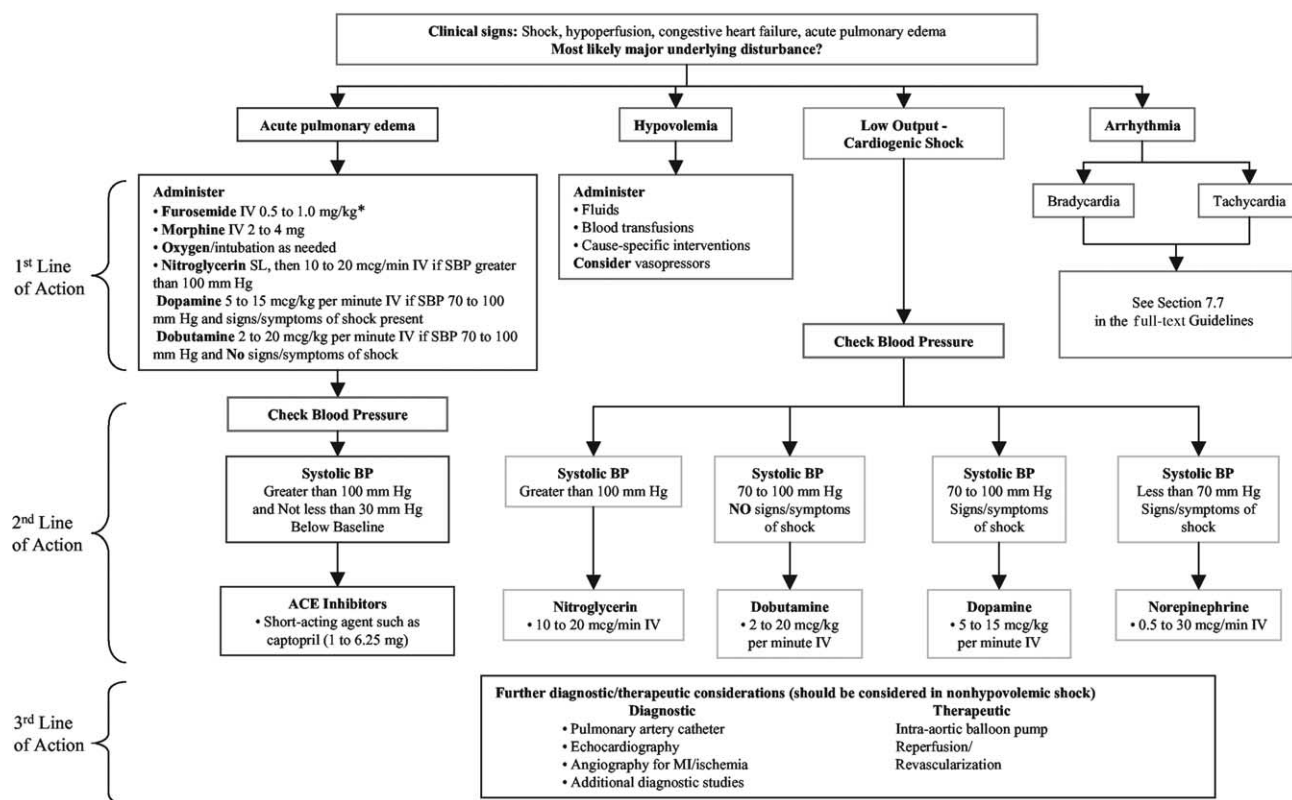 Clinical signs: Shock, hypoperfusion, congestive heart failure, acute pulmonary edema
Most likely major underlying disturbance?
Acute pulmonary edema
Hypovolemia
Low Output -
Cardiogenic Shock
Arrhythmia
Bradycardia
Tachycardia
1st Line
of Action
Administer
• Furosemide IV 0.5 to 1.0 mg/kg*
• Morphine IV 2 to 4 mg
• Oxygen/intubation as needed
• Nitroglycerin SL, then 10 to 20 mcg/min IV if SBP greater
than 100 mm Hg
Dopamine 5 to 15 mcg/kg per minute IV if SBP 70 to 100
mm Hg and signs/symptoms of shock present
Dobutamine 2 to 20 mcg/kg per minute IV if SBP 70 to 100
mm Hg and No signs/symptoms of shock
Administer
• Fluids
• Blood transfusions
• Cause-specific interventions
Consider vasopressors
See Section 7.7
in the full-text Guidelines
Check Blood Pressure
2nd Line
of Action
Check Blood Pressure
Systolic BP
Greater than 100 mm Hg
and Not less than 30 mm Hg
Below Baseline
Systolic BP
Greater than 100 mm Hg
Systolic BP
70 to 100 mm Hg
NO signs/symptoms
of shock
Systolic BP
70 to 100 mm Hg
Signs/symptoms
of shock
Systolic BP
Less than 70 mm Hg
Signs/symptoms of
shock
ACE Inhibitors
• Short-acting agent such as
captopril (1 to 6.25 mg)
Nitroglycerin
• 10 to 20 mcg/min IV
Dobutamine
• 2 to 20 mcg/kg
per minute IV
Dopamine
• 5 to 15 mcg/kg
per minute IV
Norepinephrine
• 0.5 to 30 mcg/min IV
3rd Line
of Action
Further diagnostic/therapeutic considerations (should be considered in nonhypovolemic shock)
Diagnostic
• Pulmonary artery catheter
• Echocardiography
• Angiography for MI/ischemia
• Additional diagnostic studies
Therapeutic
Intra-aortic balloon pump
Reperfusion/
Revascularization